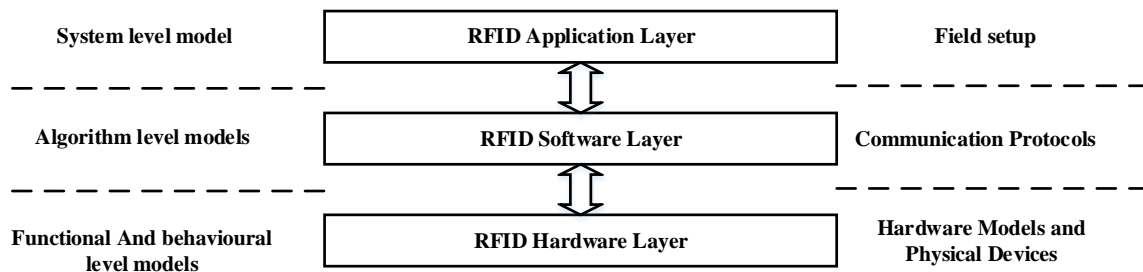 System level model
RFID Application Layer
Field setup
Algorithm level models
RFID Software Layer
Communication Protocols
Functional And behavioural
level models
RFID Hardware Layer
Hardware Models and
Physical Devices